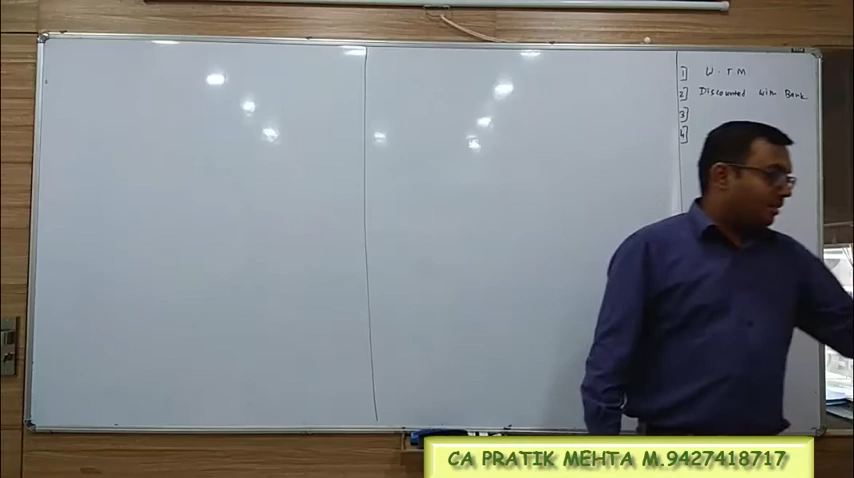 1] U.T.M
2] Discounted with Bank
3]
4]
CA PRATIK MEHTA M.9427418717